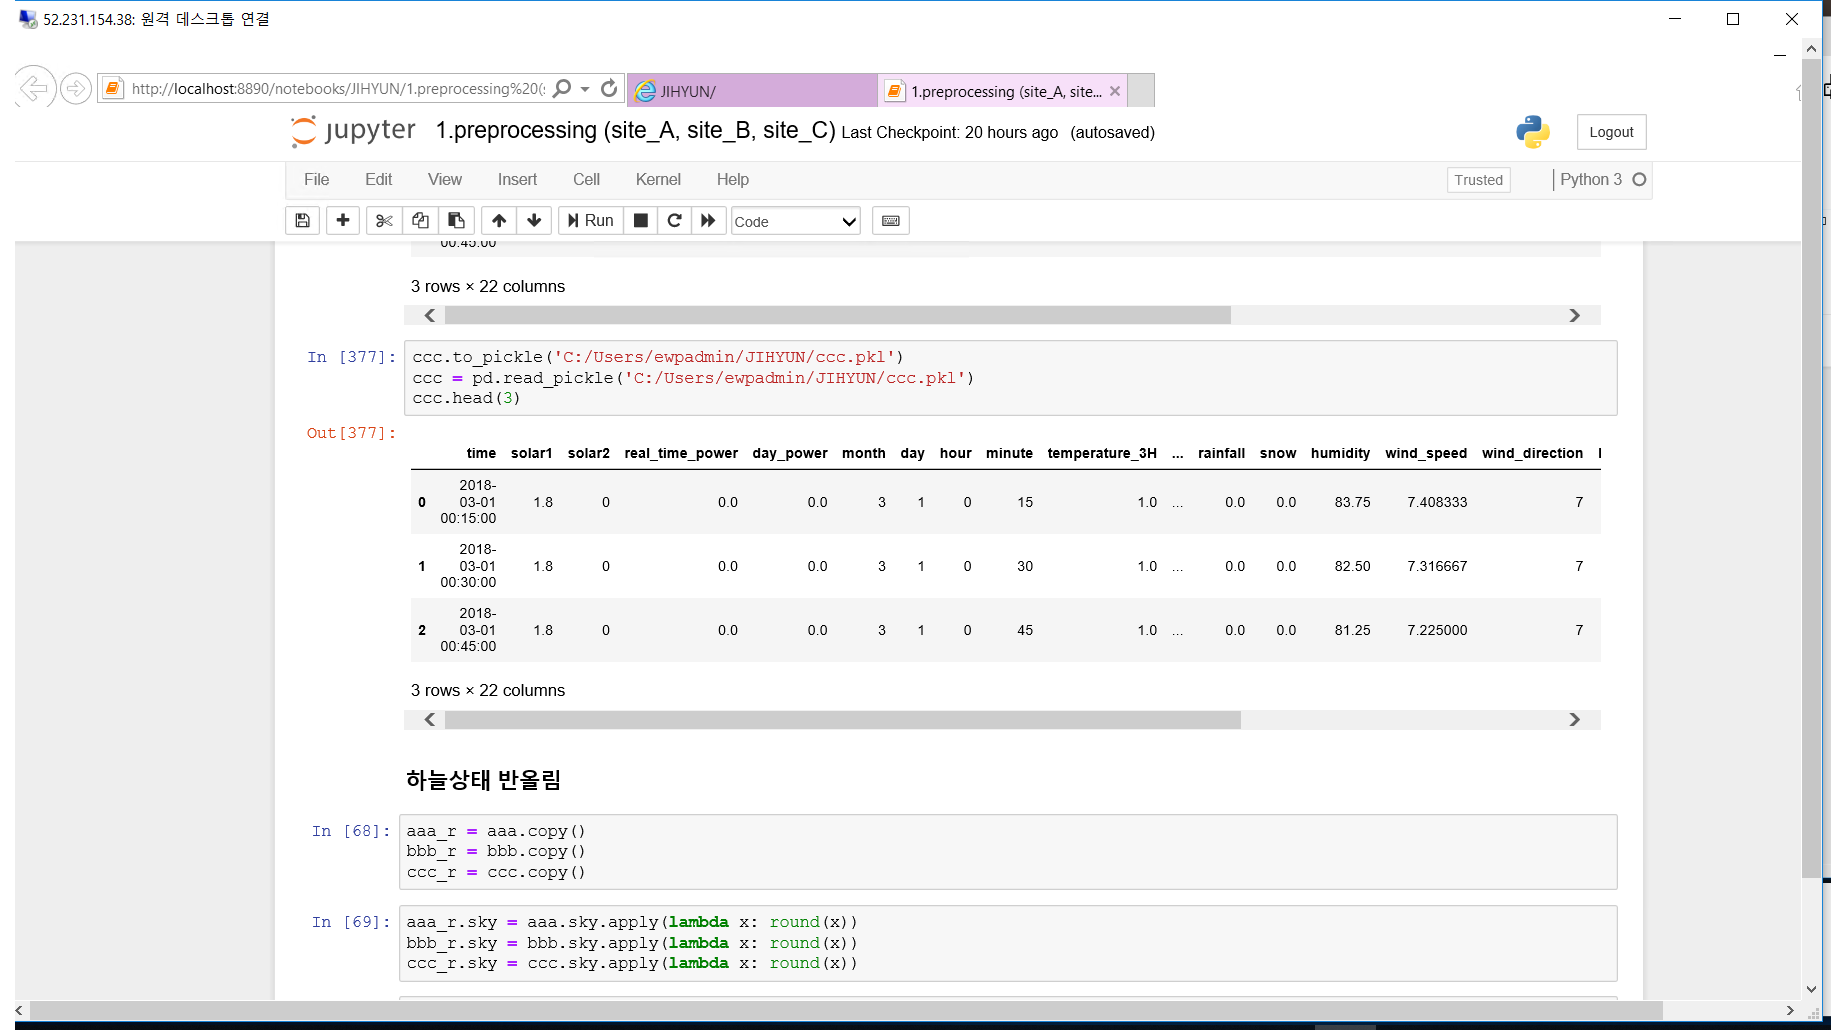 52.231.154.38: 원격 데스크톱 연결
http://localhost:8890/notebooks/JIHYUN/1.preprocessing%20(s
JIHYUN/
1.preprocessing (site_A, site...
jupyter 1.preprocessing (site_A, site_B, site_C) Last Checkpoint: 20 hours ago (autosaved)
Logout
File Edit View Insert Cell Kernel Help
Trusted
Python 3
Run
Code
00:45:00
3 rows × 22 columns
In [377]:
ccc.to_pickle('C:/Users/ewpadmin/JIHYUN/ccc.pkl')
ccc = pd.read_pickle('C:/Users/ewpadmin/JIHYUN/ccc.pkl')
ccc.head(3)
Out[377]:
time solar1 solar2 real_time_power day_power month day hour minute temperature_3H ... rainfall snow humidity wind_speed wind_direction
0 2018-03-01 00:15:00 1.8 0 0.0 0.0 3 1 0 15 1.0 ... 0.0 0.0 83.75 7.408333 7
1 2018-03-01 00:30:00 1.8 0 0.0 0.0 3 1 0 30 1.0 ... 0.0 0.0 82.50 7.316667 7
2 2018-03-01 00:45:00 1.8 0 0.0 0.0 3 1 0 45 1.0 ... 0.0 0.0 81.25 7.225000 7
3 rows × 22 columns
하늘상태 반올림
In [68]:
aaa_r = aaa.copy()
bbb_r = bbb.copy()
ccc_r = ccc.copy()
In [69]:
aaa_r.sky = aaa.sky.apply(lambda x: round(x))
bbb_r.sky = bbb.sky.apply(lambda x: round(x))
ccc_r.sky = ccc.sky.apply(lambda x: round(x))